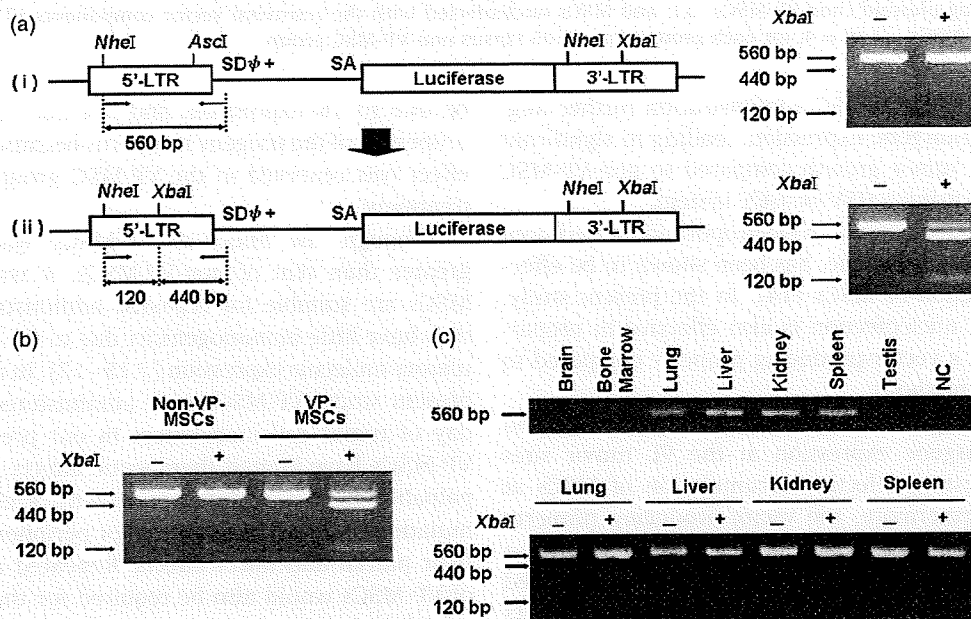 (a)
XbaI – +
NheI AscI NheI XbaI
(i) 5'-LTR SDψ+ SA Luciferase 3'-LTR
560 bp
560 bp
440 bp
120 bp
XbaI – +
NheI XbaI NheI XbaI
(ii) 5'-LTR SDψ+ SA Luciferase 3'-LTR
120 440 bp
560 bp
440 bp
120 bp
(b)
Non-VP-MSCs VP-MSCs
XbaI – + – +
560 bp
440 bp
120 bp
(c)
Brain Bone Marrow Lung Liver Kidney Spleen Testis NC
560 bp
Lung Liver Kidney Spleen
XbaI – + – + – + – +
560 bp
440 bp
120 bp